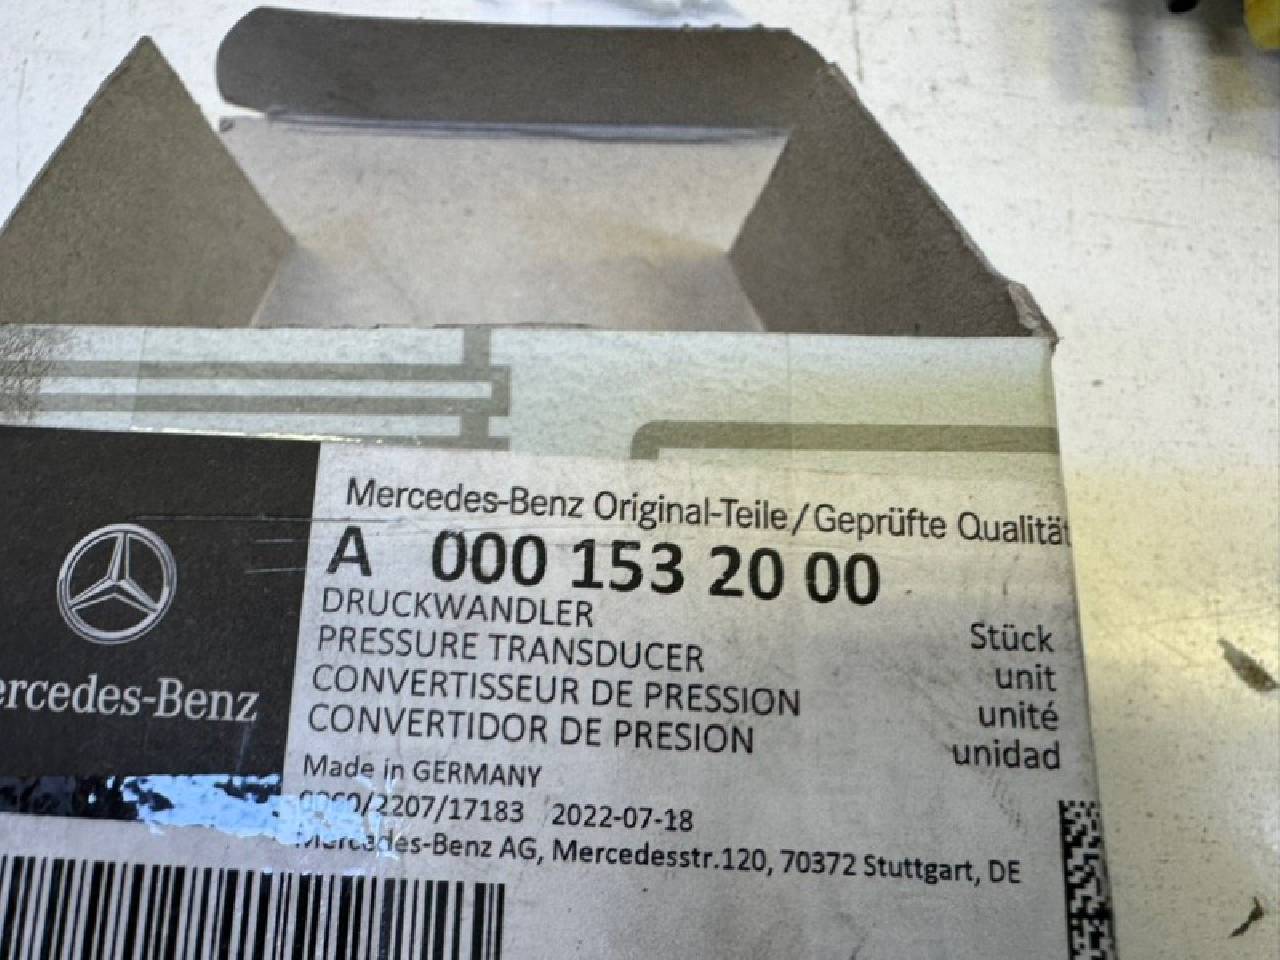 Mercedes-Benz Original-Teile/Geprüfte Qualität
A 000 153 20 00
DRUCKWANDLER
PRESSURE TRANSDUCER
CONVERTISSEUR DE PRESSION
CONVERTIDOR DE PRESION
Stück
unit
unité
unidad
Made in GERMANY
/2207/17183 2022-07-18
Mercedes-Benz AG, Mercedesstr.120, 70372 Stuttgart, DE
ercedes-Benz